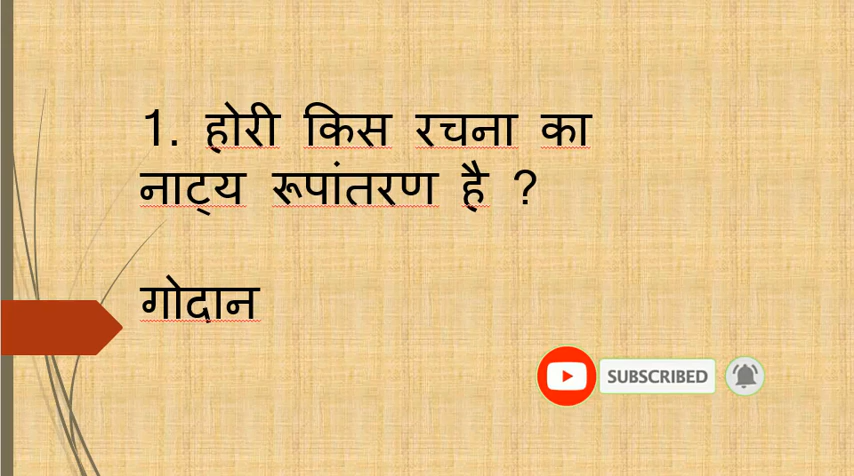 1. होरी किस रचना का
नाट्य रूपांतरण है ?
गोदान
SUBSCRIBED